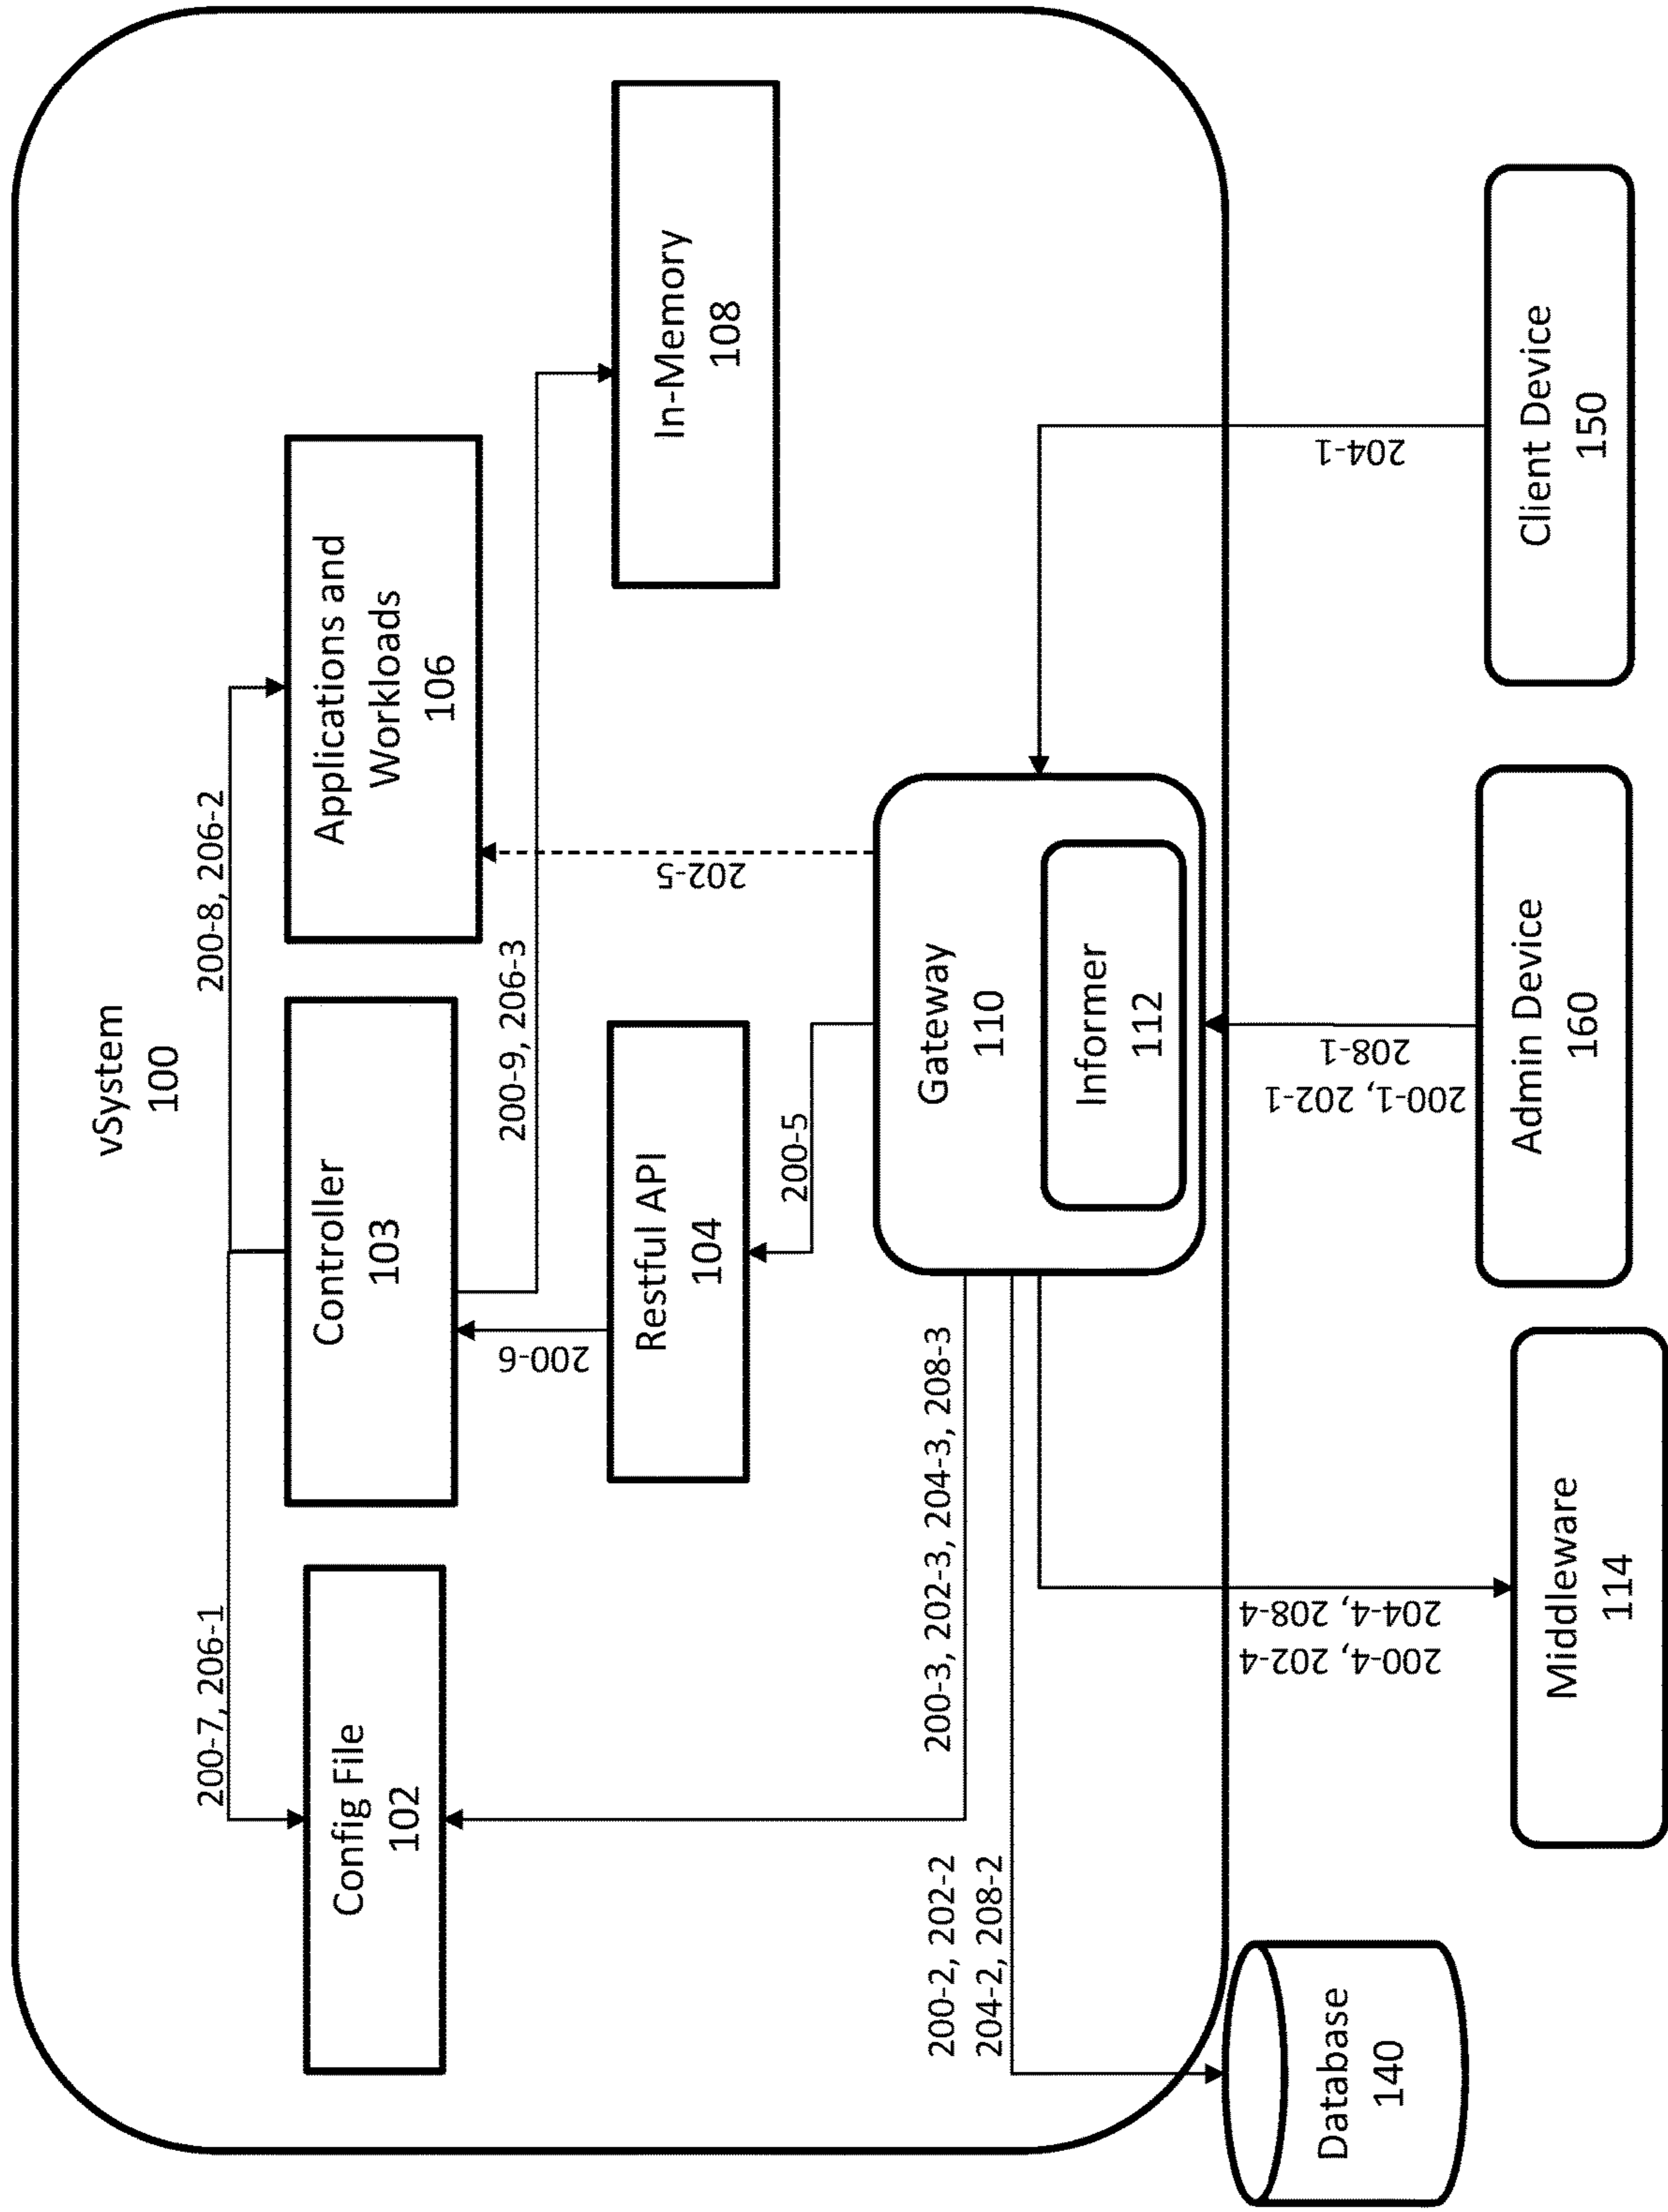 vSystem
100
200-7, 206-1
200-8, 206-2
Config File
102
Controller
103
Applications and
Workloads
106
200-6
200-9, 206-3
Restful API
104
In-Memory
108
202-5
200-5
200-3, 202-3, 204-3, 208-3
200-2, 202-2
204-2, 208-2
Gateway
110
Informer
112
204-4, 208-4
200-4, 202-4
208-1
200-1, 202-1
204-1
Database
140
Middleware
114
Admin Device
160
Client Device
150